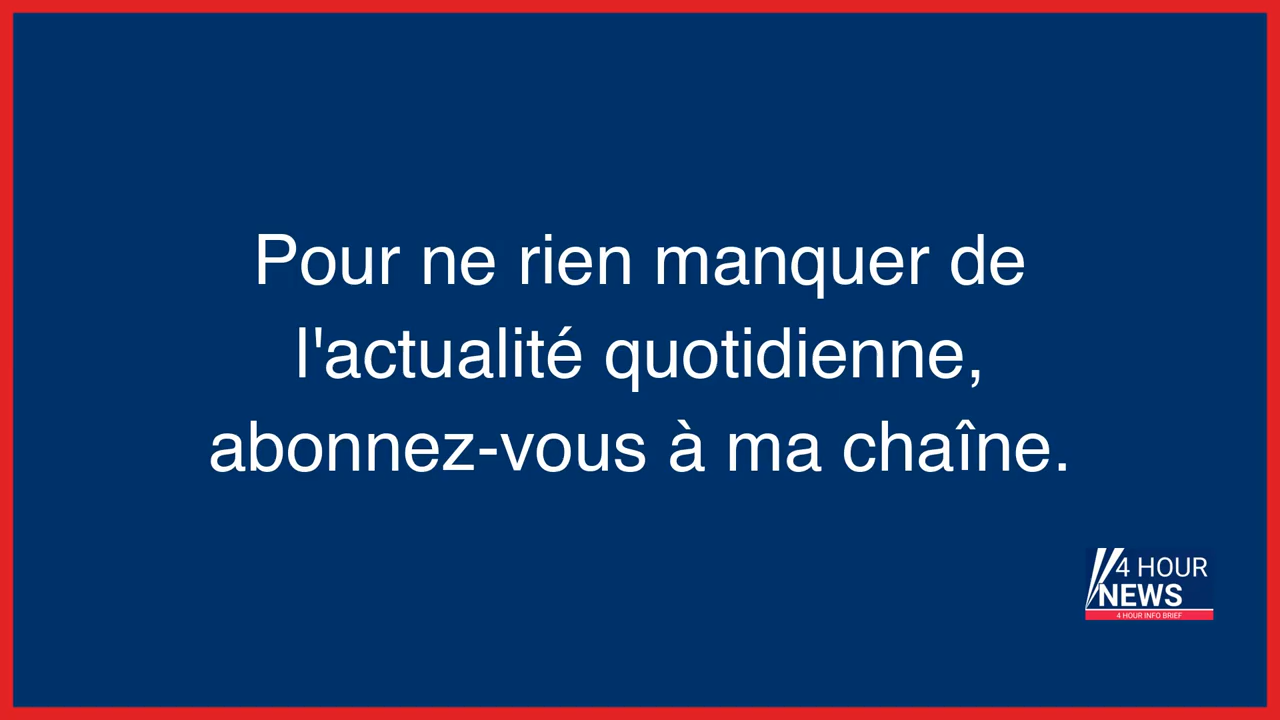 Pour ne rien manquer de
l'actualité quotidienne,
abonnez-vous à ma chaîne.
4 HOUR
NEWS
4 HOUR INFO BRIEF